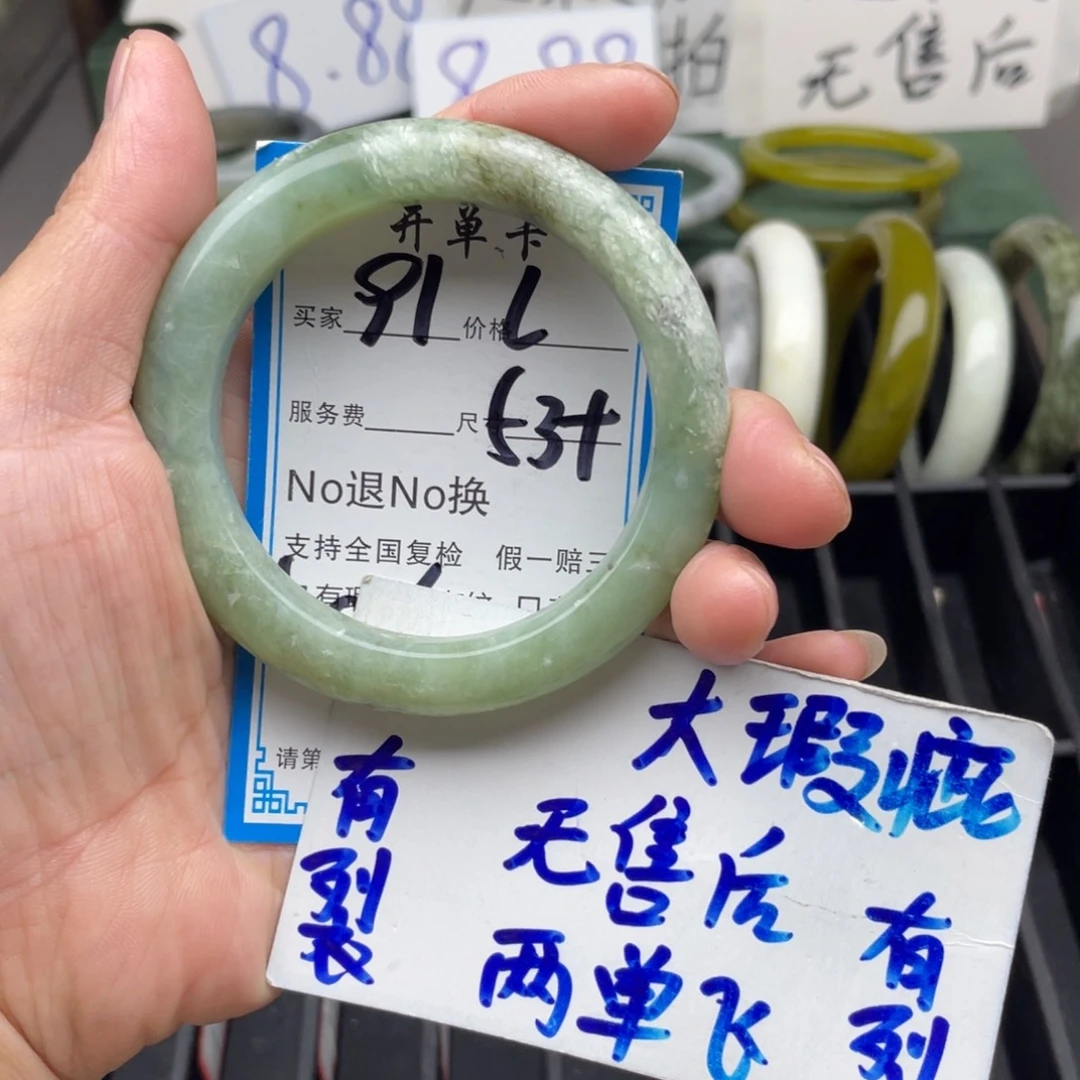 8.8
8.88
拍
无售后
开单卡
买家 91 价格 L
服务费 尺 53+
No退No换
支持全国复检 假一赔三
有
请第
大瑕疵
无售后
两单飞
有裂
有裂